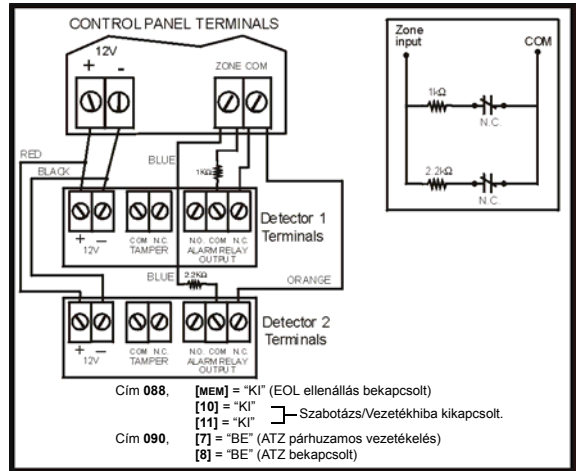 CONTROL PANEL TERMINALS
12V
+ -
ZONE COM
RED
BLACK
BLUE
1KΩ
+ –
12V
COM N.C.
TAMPER
N.O. COM N.C.
ALARM RELAY
OUTPUT
Detector 1
Terminals
BLUE
2.2KΩ
ORANGE
+ –
12V
COM N.C.
TAMPER
N.O. COM N.C.
ALARM RELAY
OUTPUT
Detector 2
Terminals
Zone
input
COM
1kΩ
N.C.
2.2kΩ
N.C.
Cím 088, [MEM] = “KI” (EOL ellenállás bekapcsolt)
[10] = “KI”
[11] = “KI”
Szabotázs/Vezetékhiba kikapcsolt.
Cím 090, [7] = “BE” (ATZ párhuzamos vezetékelés)
[8] = “BE” (ATZ bekapcsolt)